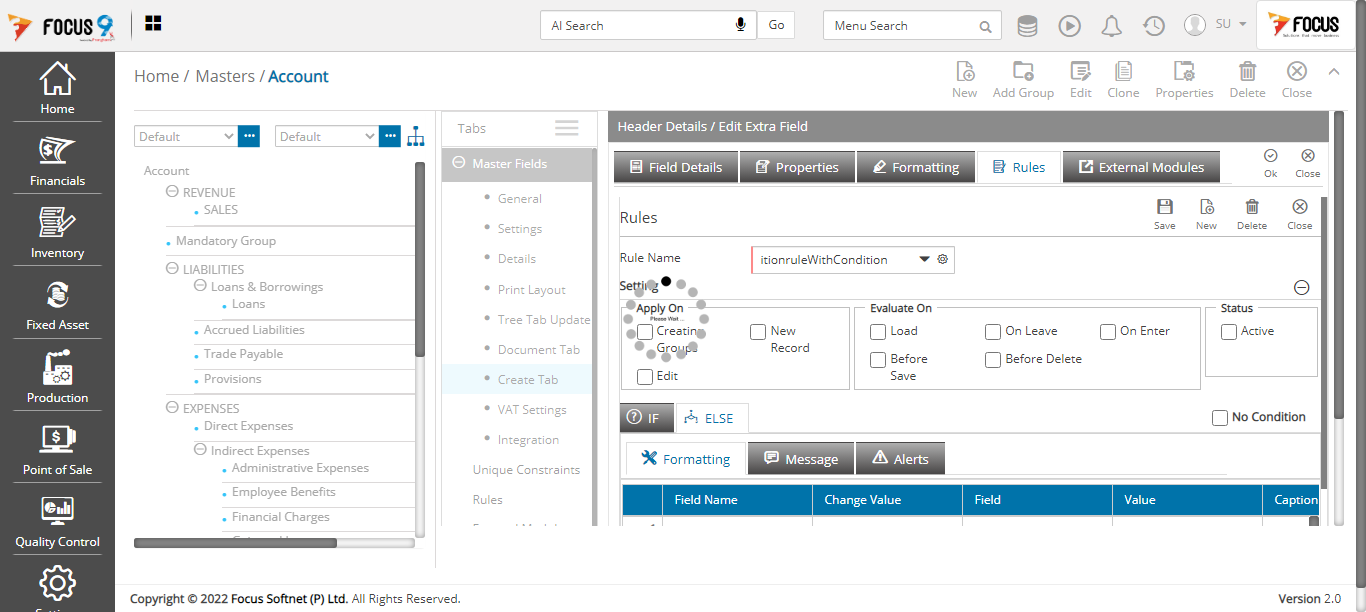 FOCUS 9
AI Search
Go
Menu Search
SU
FOCUS
Home / Masters / Account
New
Add Group
Edit
Clone
Properties
Delete
Close
Home
Financials
Inventory
Fixed Asset
Production
Point of Sale
Quality Control
Default
Default
Account
REVENUE
SALES
Mandatory Group
LIABILITIES
Loans & Borrowings
Loans
Accrued Liabilities
Trade Payable
Provisions
EXPENSES
Direct Expenses
Indirect Expenses
Administrative Expenses
Employee Benefits
Financial Charges
Tabs
Master Fields
General
Settings
Details
Print Layout
Tree Tab Update
Document Tab
Create Tab
VAT Settings
Integration
Unique Constraints
Rules
Header Details / Edit Extra Field
Field Details
Properties
Formatting
Rules
External Modules
Ok
Close
Rules
Save
New
Delete
Close
Rule Name
itionruleWithCondition
Setting
Apply On
Please Wait ...
Creating Groups
New Record
Edit
Evaluate On
Load
On Leave
On Enter
Before Save
Before Delete
Status
Active
IF
ELSE
No Condition
Formatting
Message
Alerts
Field Name
Change Value
Field
Value
Caption
Copyright © 2022 Focus Softnet (P) Ltd. All Rights Reserved.
Version 2.0